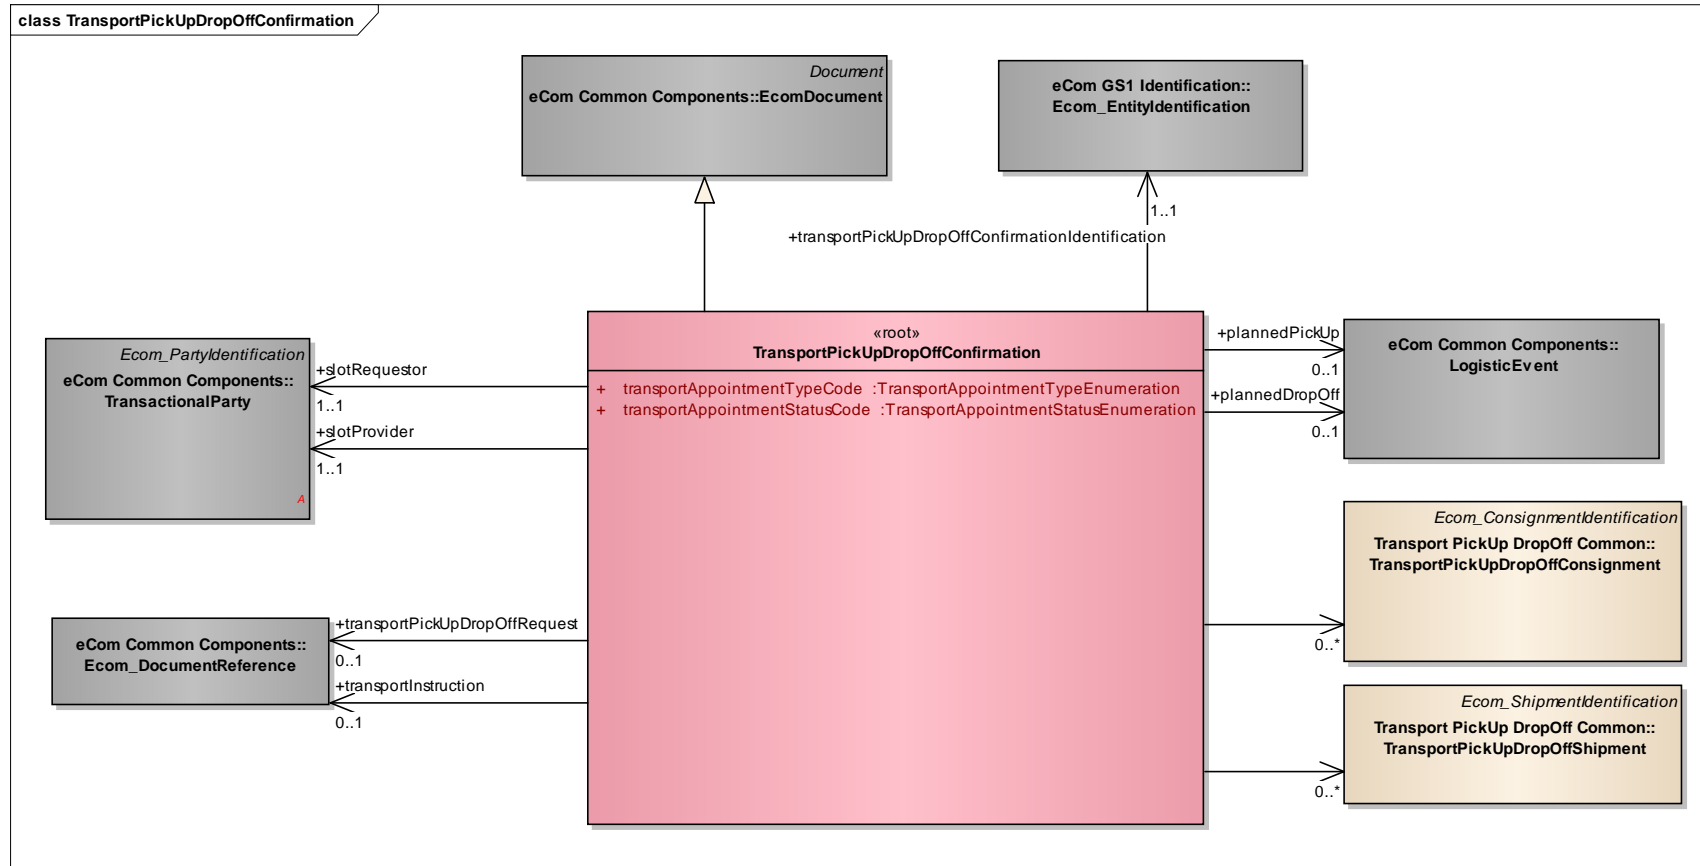 class TransportPickUpDropOffConfirmation
Document
eCom Common Components::EcomDocument
eCom GS1 Identification::
Ecom_EntityIdentification
1..1
+transportPickUpDropOffConfirmationIdentification
«root»
TransportPickUpDropOffConfirmation
+ transportAppointmentTypeCode :TransportAppointmentTypeEnumeration
+ transportAppointmentStatusCode :TransportAppointmentStatusEnumeration
Ecom_PartyIdentification
eCom Common Components::
TransactionalParty
A
+slotRequestor
1..1
+slotProvider
1..1
+plannedPickUp
0..1
+plannedDropOff
0..1
eCom Common Components::
LogisticEvent
Ecom_ConsignmentIdentification
Transport PickUp DropOff Common::
TransportPickUpDropOffConsignment
0..*
eCom Common Components::
Ecom_DocumentReference
+transportPickUpDropOffRequest
0..1
+transportInstruction
0..1
Ecom_ShipmentIdentification
Transport PickUp DropOff Common::
TransportPickUpDropOffShipment
0..*